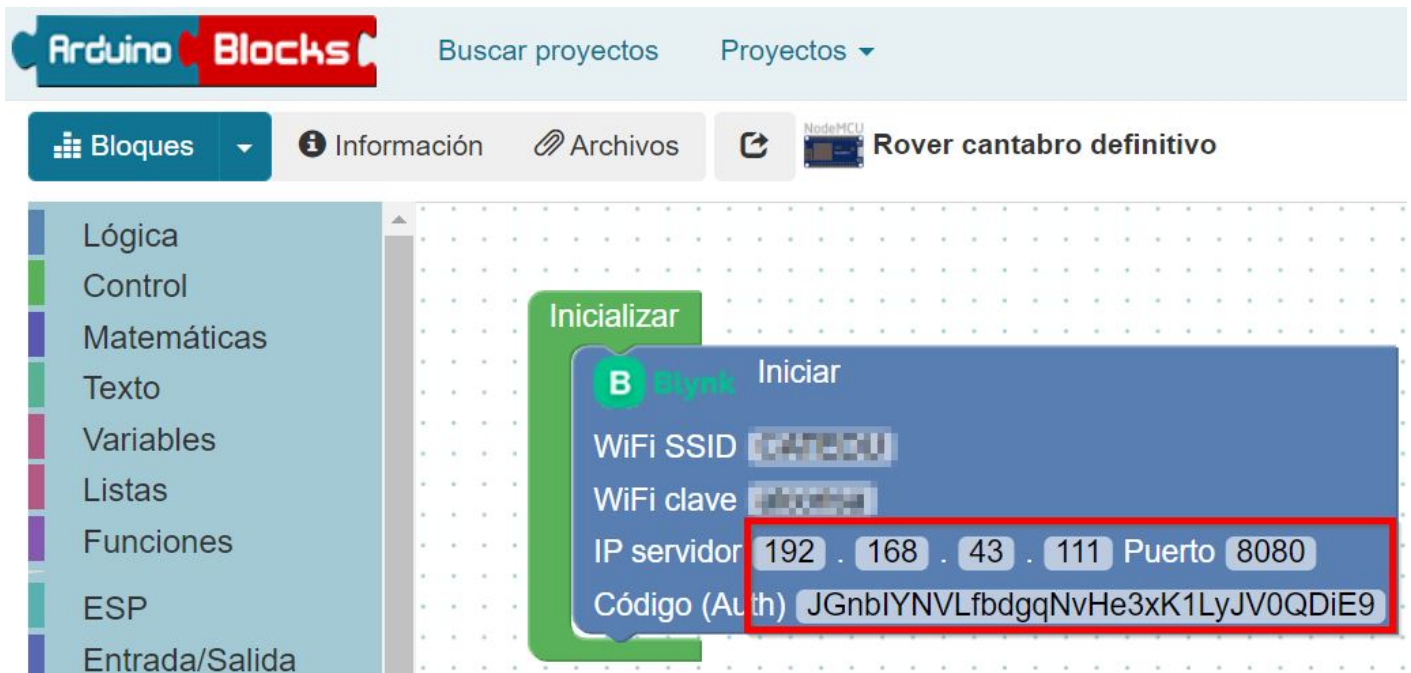 Arduino Blocks Buscar proyectos Proyectos
Bloques Información Archivos NodeMCU Rover cantabro definitivo
Lógica
Control
Matemáticas
Texto
Variables
Listas
Funciones
ESP
Entrada/Salida
Inicializar
B Blynk Iniciar
WiFi SSID
WiFi clave
IP servidor 192 . 168 . 43 . 111 Puerto 8080
Código (Auth) JGnbIYNVLfbdgqNvHe3xK1LyJV0QDiE9